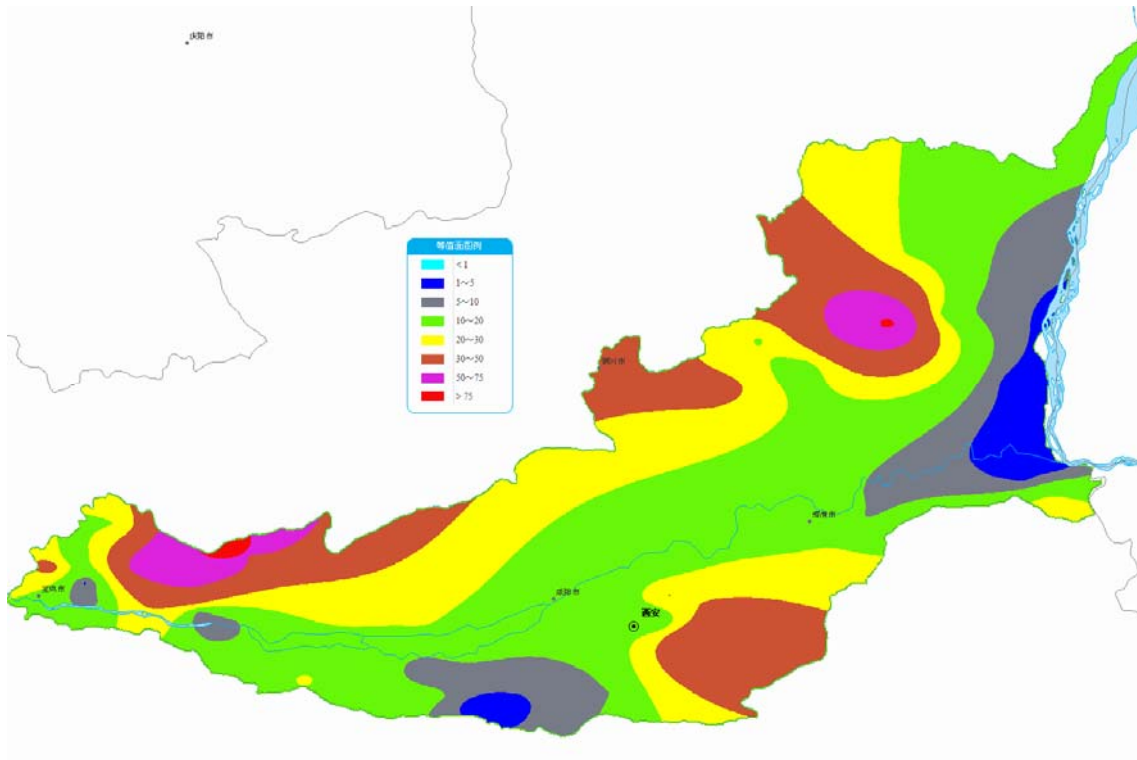 庆阳市
等值面图例
< 1
1～5
5～10
10～20
20～30
30～50
50～75
≥ 75
铜川市
渭南市
宝鸡市
咸阳市
西安